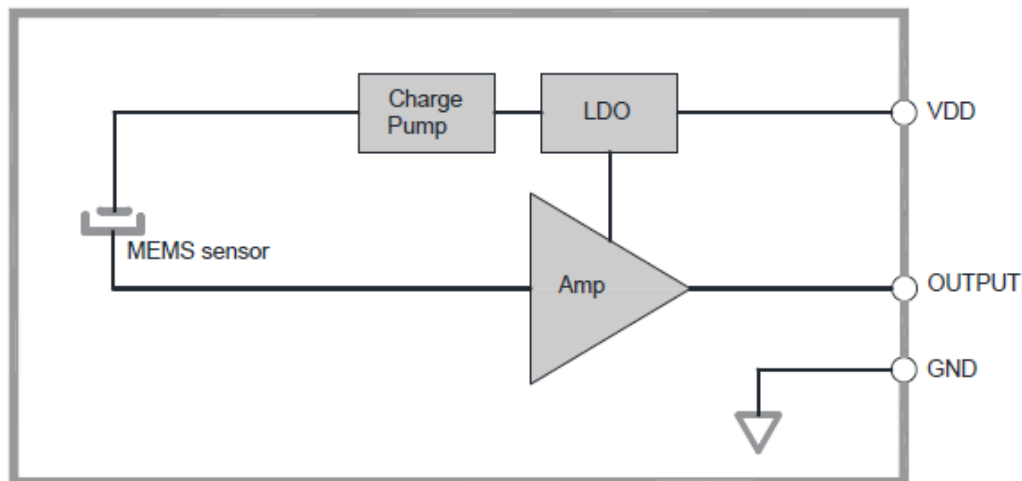 Charge
Pump
LDO
VDD
MEMS sensor
Amp
OUTPUT
GND